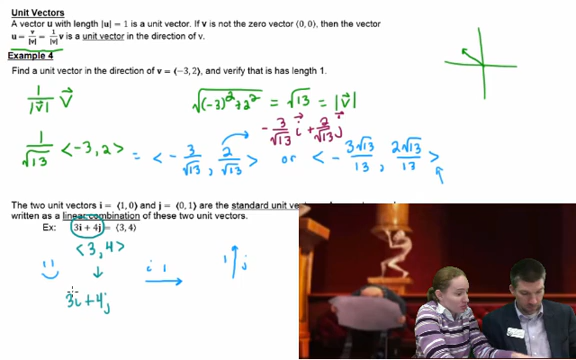 Unit Vectors
A vector u with length |u| = 1 is a unit vector. If v is not the zero vector ⟨0, 0⟩, then the vector
u = v/|v| = 1/|v| v is a unit vector in the direction of v.
Example 4
Find a unit vector in the direction of v = ⟨−3, 2⟩, and verify that is has length 1.
1/|v⃗| v⃗
√((-3)²+2²) = √13 = |v⃗|
-3/√13 i⃗ + 2/√13 j⃗
1/√13 <-3, 2> = <-3/√13, 2/√13> or <-3√13/13, 2√13/13>
The two unit vectors i = ⟨1, 0⟩ and j = ⟨0, 1⟩ are the standard unit
written as a linear combination of these two unit vectors.
Ex: 3i + 4j = ⟨3, 4⟩
<3, 4>
i 1
1 j
3i + 4j